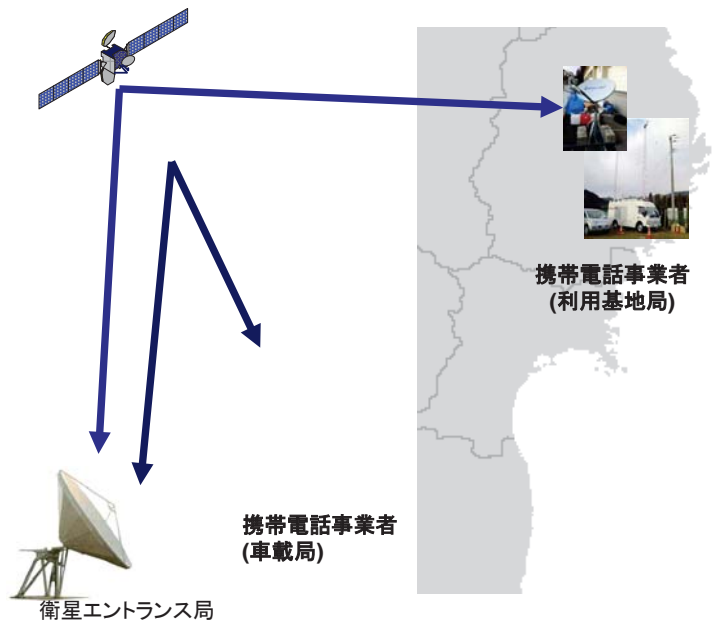 携帯電話事業者
(利用基地局)
携帯電話事業者
(車載局)
衛星エントランス局